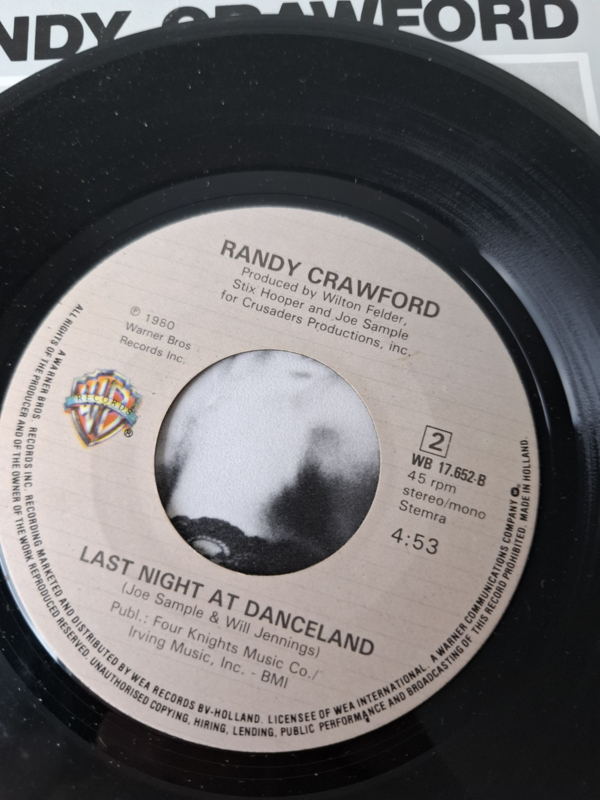 NDY CRAWFORD
RANDY CRAWFORD
Produced by Wilton Felder,
Stix Hooper and Joe Sample
for Crusaders Productions, inc.
℗ 1980
Warner Bros
Records Inc.
RECORDS
®
2
WB 17.652-B
45 rpm
stereo/mono
Stemra
4:53
LAST NIGHT AT DANCELAND
(Joe Sample & Will Jennings)
Publ.: Four Knights Music Co./
Irving Music, Inc. - BMI
A WARNER BROS. RECORDS INC. RECORDING MARKETED AND DISTRIBUTED BY WEA RECORDS BV-HOLLAND. LICENSEE OF WEA INTERNATIONAL. A WARNER COMMUNICATIONS COMPANY
ALL RIGHTS OF THE PRODUCER AND OF THE OWNER OF THE WORK REPRODUCED RESERVED. UNAUTHORISED COPYING, HIRING, LENDING, PUBLIC PERFORMANCE AND BROADCASTING OF THIS RECORD PROHIBITED. MADE IN HOLLAND.